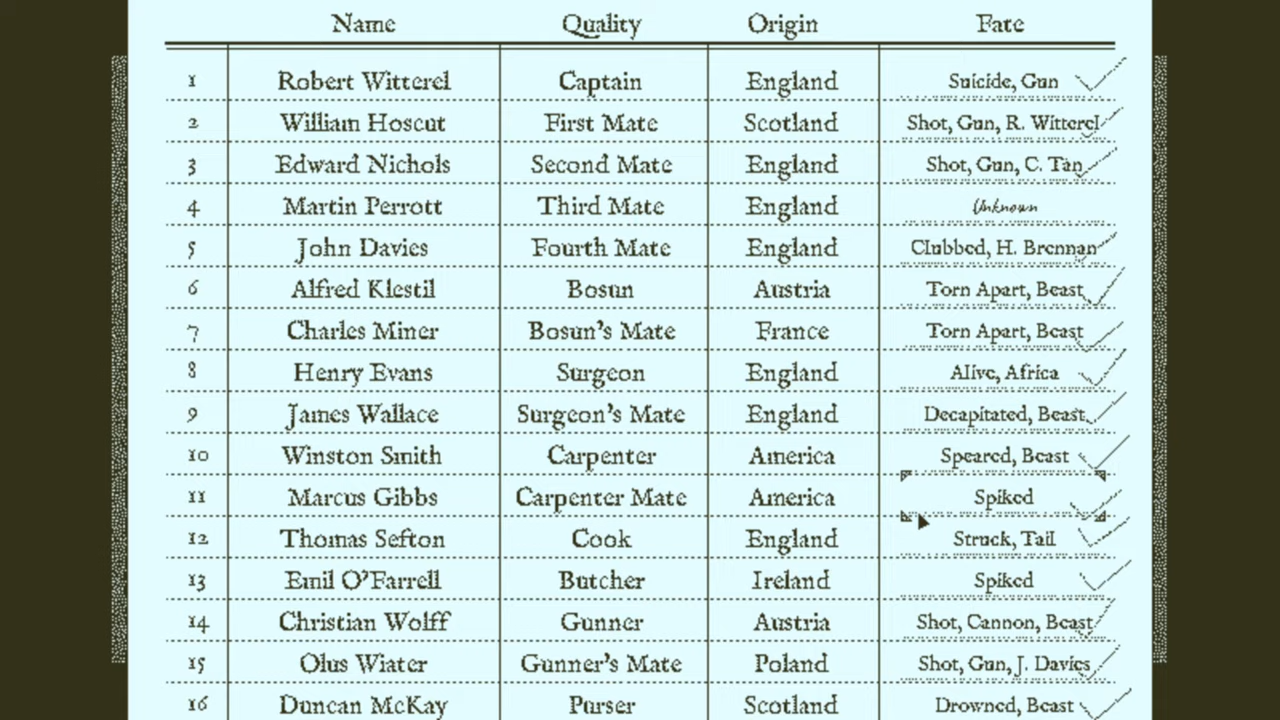 Name Quality Origin Fate
1 Robert Witterel Captain England Suicide, Gun
2 William Hoscut First Mate Scotland Shot, Gun, R. Witterel
3 Edward Nichols Second Mate England Shot, Gun, C. Tan
4 Martin Perrott Third Mate England Unknown
5 John Davies Fourth Mate England Clubbed, H. Brennan
6 Alfred Klestil Bosun Austria Torn Apart, Beast
7 Charles Miner Bosun's Mate France Torn Apart, Beast
8 Henry Evans Surgeon England Alive, Africa
9 James Wallace Surgeon's Mate England Decapitated, Beast
10 Winston Smith Carpenter America Speared, Beast
11 Marcus Gibbs Carpenter Mate America Spiked
12 Thomas Sefton Cook England Struck, Tail
13 Emil O'Farrell Butcher Ireland Spiked
14 Christian Wolff Gunner Austria Shot, Cannon, Beast
15 Olus Wiater Gunner's Mate Poland Shot, Gun, J. Davies
16 Duncan McKay Purser Scotland Drowned, Beast